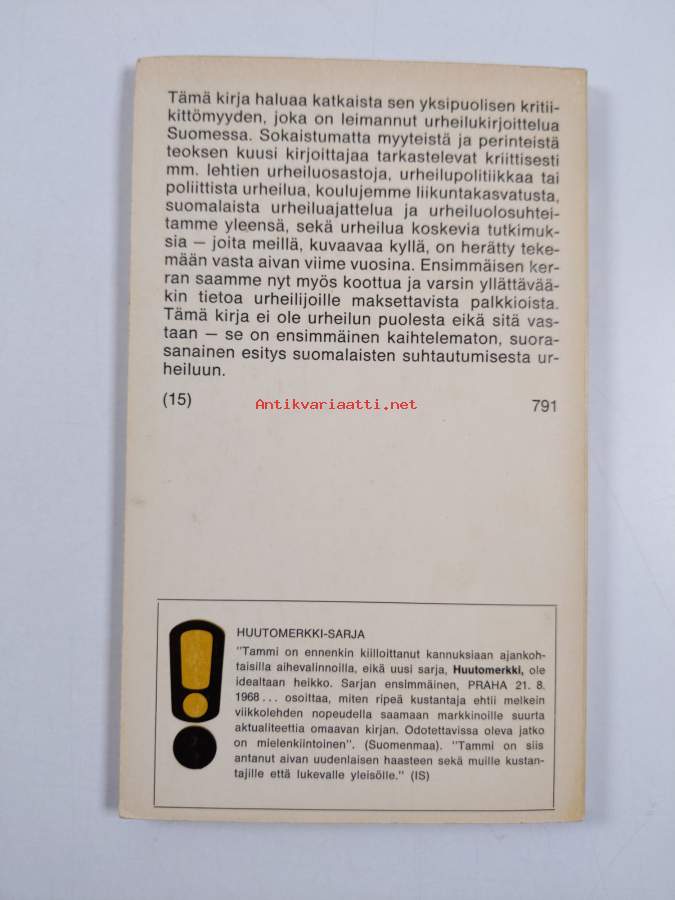 Tämä kirja haluaa katkaista sen yksipuolisen kritii-
kittömyyden, joka on leimannut urheilukirjoittelua
Suomessa. Sokaistumatta myyteistä ja perinteistä
teoksen kuusi kirjoittajaa tarkastelevat kriittisesti
mm. lehtien urheiluosastoja, urheilupolitiikkaa tai
poliittista urheilua, koulujemme liikuntakasvatusta,
suomalaista urheiluajattelua ja urheiluolosuhtei-
tamme yleensä, sekä urheilua koskevia tutkimuk-
sia — joita meillä, kuvaavaa kyllä, on herätty teke-
mään vasta aivan viime vuosina. Ensimmäisen ker-
ran saamme nyt myös koottua ja varsin yllättävää-
kin tietoa urheilijoille maksettavista palkkioista.
Tämä kirja ei ole urheilun puolesta eikä sitä vas-
taan — se on ensimmäinen kaihtelematon, suora-
sanainen esitys suomalaisten suhtautumisesta ur-
heiluun.
(15) Antikvariaatti.net 791
HUUTOMERKKI-SARJA
"Tammi on ennenkin kiilloittanut kannuksiaan ajankoh-
taisilla aihevalinnoilla, eikä uusi sarja, Huutomerkki, ole
idealtaan heikko. Sarjan ensimmäinen, PRAHA 21. 8.
1968 ... osoittaa, miten ripeä kustantaja ehtii melkein
viikkolehden nopeudella saamaan markkinoille suurta
aktualiteettia omaavan kirjan. Odotettavissa oleva jatko
on mielenkiintoinen". (Suomenmaa). "Tammi on siis
antanut aivan uudenlaisen haasteen sekä muille kustan-
tajille että lukevalle yleisölle." (IS)